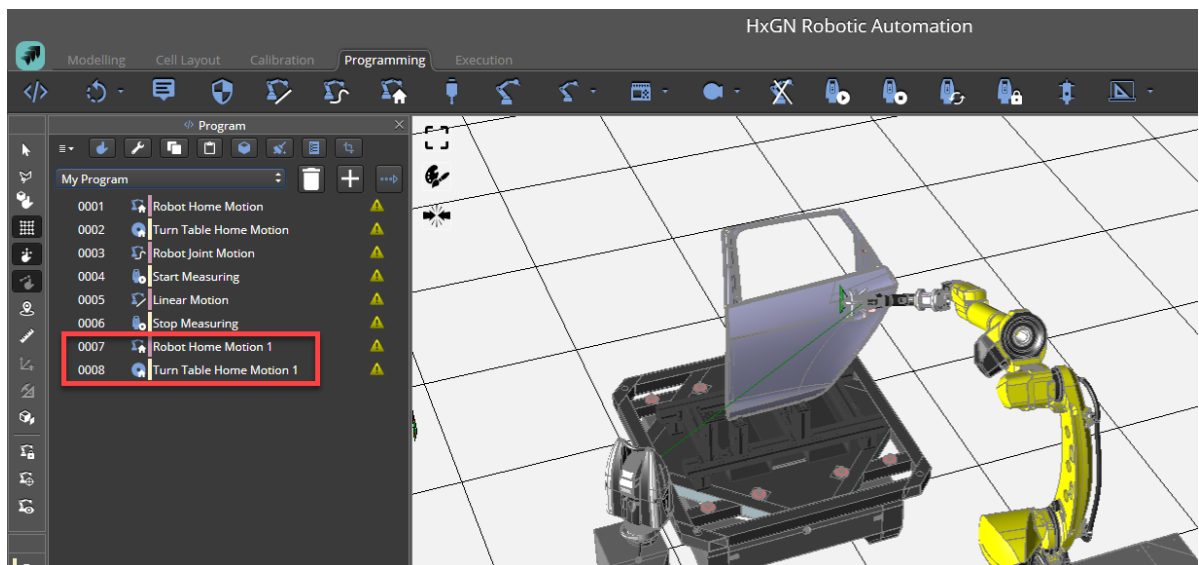 HxGN Robotic Automation
Modelling Cell Layout Calibration Programming Execution
</> Program
My Program
0001 Robot Home Motion
0002 Turn Table Home Motion
0003 Robot Joint Motion
0004 Start Measuring
0005 Linear Motion
0006 Stop Measuring
0007 Robot Home Motion 1
0008 Turn Table Home Motion 1